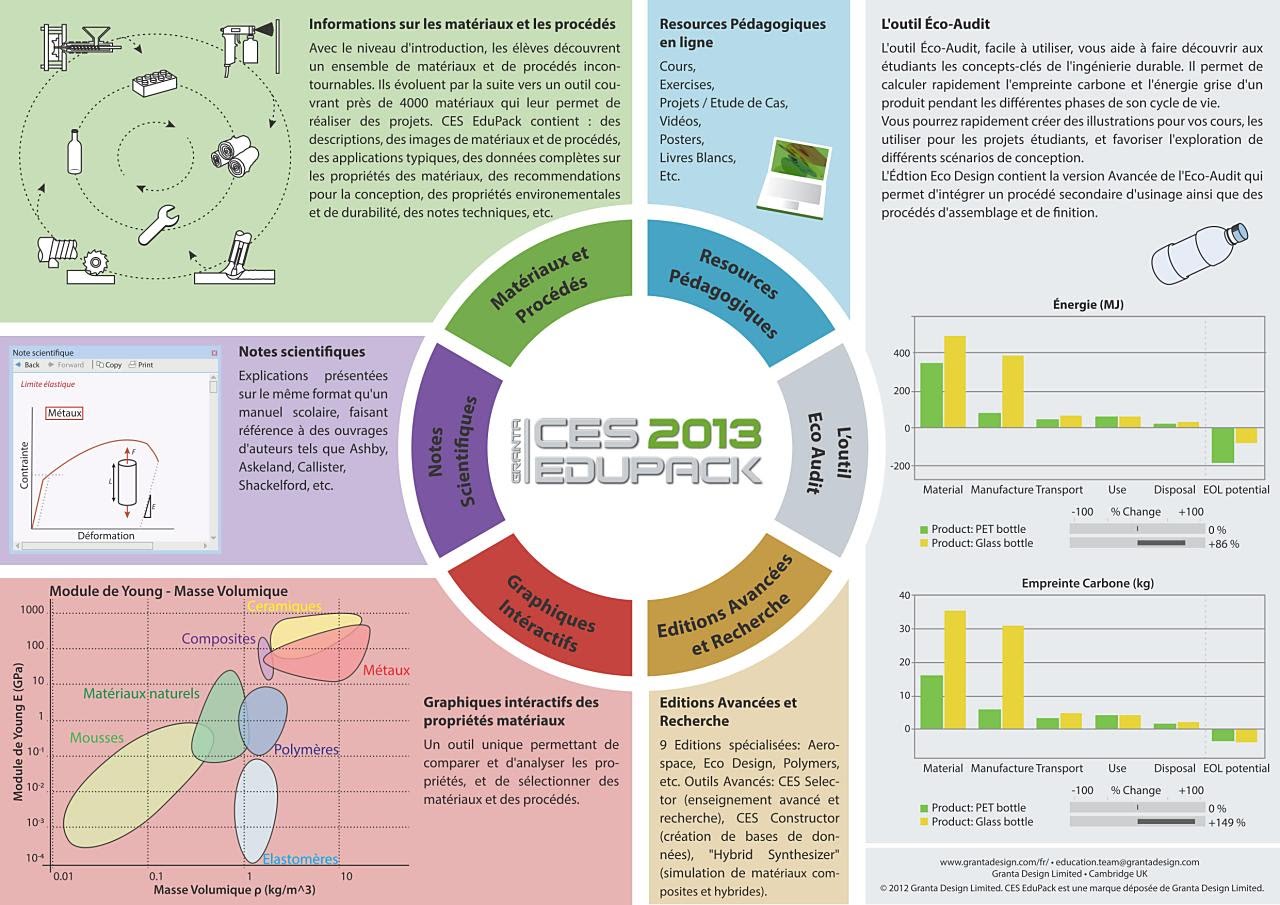 Informations sur les matériaux et les procédés
Avec le niveau d'introduction, les élèves découvrent
un ensemble de matériaux et de procédés incon-
tournables. Ils évoluent par la suite vers un outil cou-
vrant près de 4000 matériaux qui leur permet de
réaliser des projets. CES EduPack contient : des
descriptions, des images de matériaux et de procédés,
des applications typiques, des données complètes sur
les propriétés des matériaux, des recommendations
pour la conception, des propriétés environementales
et de durabilité, des notes techniques, etc.
Resources Pédagogiques
en ligne
Cours,
Exercises,
Projets / Etude de Cas,
Vidéos,
Posters,
Livres Blancs,
Etc.
L'outil Éco-Audit
L'outil Éco-Audit, facile à utiliser, vous aide à faire découvrir aux
étudiants les concepts-clés de l'ingénierie durable. Il permet de
calculer rapidement l'empreinte carbone et l'énergie grise d'un
produit pendant les différentes phases de son cycle de vie.
Vous pourrez rapidement créer des illustrations pour vos cours, les
utiliser pour les projets étudiants, et favoriser l'exploration de
différents scénarios de conception.
L'Édtion Eco Design contient la version Avancée de l'Eco-Audit qui
permet d'intégrer un procédé secondaire d'usinage ainsi que des
procédés d'assemblage et de finition.
Matériaux et
Procédés
Resources
Pédagogiques
Notes
Scientifiques
L'outil
Eco Audit
Graphiques
Intéractifs
Editions Avancées
et Recherche
GRANTA
CES 2013
EDUPACK
Note scientifique
Back Forward Copy Print
Limite élastique
Métaux
Contrainte
F
L
E
Déformation
Notes scientifiques
Explications présentées
sur le même format qu'un
manuel scolaire, faisant
référence à des ouvrages
d'auteurs tels que Ashby,
Askeland, Callister,
Shackelford, etc.
Module de Young - Masse Volumique
Module de Young E (GPa)
1000
100
10
1
10⁻¹
10⁻²
10⁻³
10⁻⁴
Céramiques
Composites
Métaux
Matériaux naturels
Mousses
Polymères
Elastomères
0.01 0.1 1 10
Masse Volumique ρ (kg/m^3)
Graphiques intéractifs des
propriétés matériaux
Un outil unique permettant de
comparer et d'analyser les pro-
priétés, et de sélectionner des
matériaux et des procédés.
Editions Avancées et
Recherche
9 Editions spécialisées: Aero-
space, Eco Design, Polymers,
etc. Outils Avancés: CES Selec-
tor (enseignement avancé et
recherche), CES Constructor
(création de bases de don-
nées), "Hybrid Synthesizer"
(simulation de matériaux com-
posites et hybrides).
Énergie (MJ)
400
200
0
-200
Material Manufacture Transport Use Disposal EOL potential
-100 % Change +100
Product: PET bottle 0 %
Product: Glass bottle +86 %
Empreinte Carbone (kg)
40
30
20
10
0
Material Manufacture Transport Use Disposal EOL potential
-100 % Change +100
Product: PET bottle 0 %
Product: Glass bottle +149 %
www.grantadesign.com/fr/ • education.team@grantadesign.com
Granta Design Limited • Cambridge UK
© 2012 Granta Design Limited. CES EduPack est une marque déposée de Granta Design Limited.